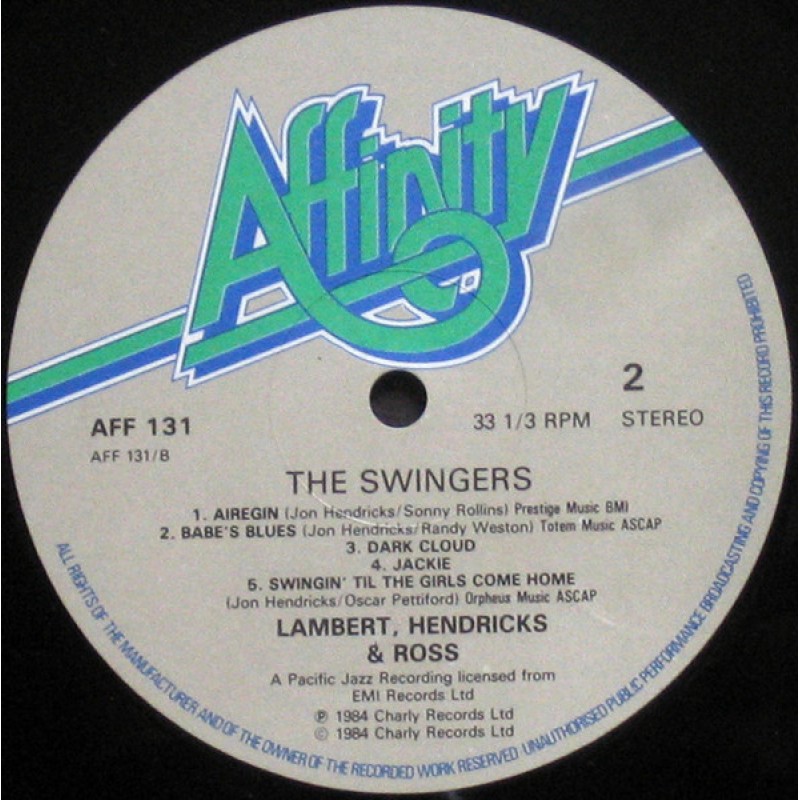 Affinity
2
AFF 131
33 1/3 RPM
STEREO
AFF 131/B
THE SWINGERS
1. AIREGIN (Jon Hendricks/Sonny Rollins) Prestige Music BMI
2. BABE'S BLUES (Jon Hendricks/Randy Weston) Totem Music ASCAP
3. DARK CLOUD
4. JACKIE
5. SWINGIN' TIL THE GIRLS COME HOME
(Jon Hendricks/Oscar Pettiford) Orpheus Music ASCAP
LAMBERT, HENDRICKS
& ROSS
A Pacific Jazz Recording licensed from
EMI Records Ltd
℗ 1984 Charly Records Ltd
© 1984 Charly Records Ltd
ALL RIGHTS OF THE MANUFACTURER AND OF THE OWNER OF THE RECORDED WORK RESERVED · UNAUTHORISED PUBLIC PERFORMANCE BROADCASTING AND COPYING OF THIS RECORD PROHIBITED